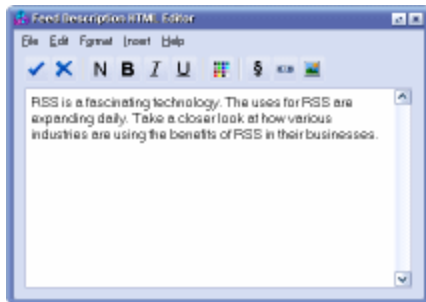 Feed Description HTML Editor
File Edit Format Insert Help
N B I U §
RSS is a fascinating technology. The uses for RSS are
expanding daily. Take a closer look at how various
industries are using the benefits of RSS in their businesses.